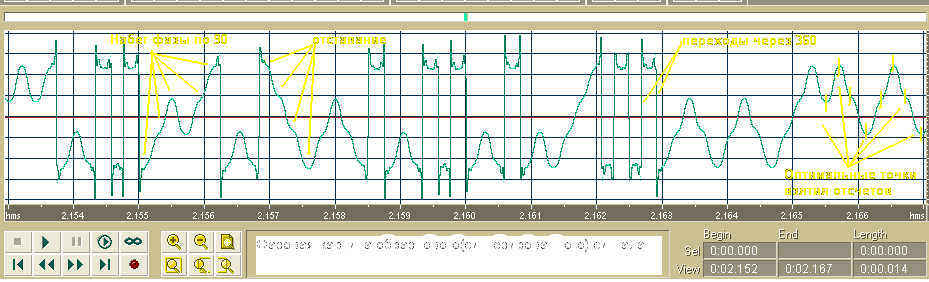 Набег фазы по 90
отставание
переходы через 360
Оптимальные точки
взятия отсчетов
hms 2.154 2.155 2.156 2.157 2.158 2.159 2.160 2.161 2.162 2.163 2.164 2.165 2.166 hms
Begin End Length
Sel 0:00.000 0:00.000
View 0:02.152 0:02.167 0:00.014